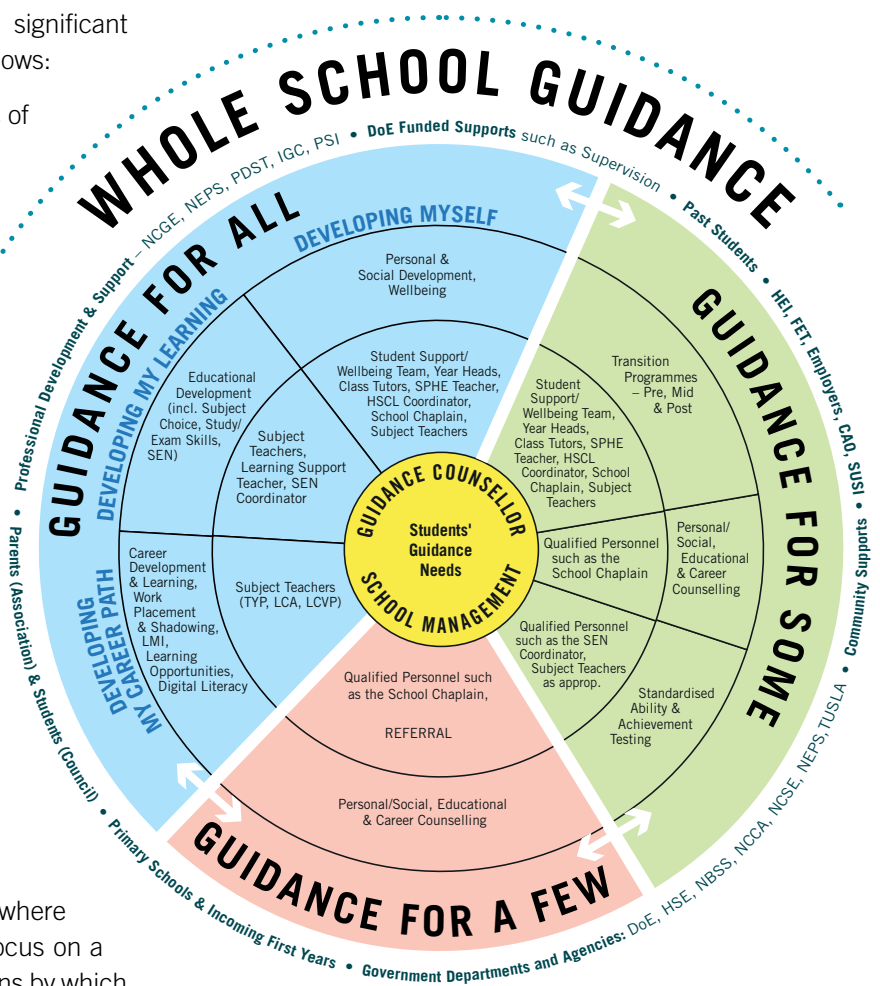 significant
ows:
of
WHOLE SCHOOL GUIDANCE
Professional Development & Support – NCGE, NEPS, PDST, IGC, PSI • DoE Funded Supports such as Supervision • Past Students • HEI, FET, Employers, CAO, SUSI • Community Supports
• Parents (Association) & Students (Council) • Primary Schools & Incoming First Years • Government Departments and Agencies: DoE, HSE, NBSS, NCCA, NCSE, NEPS,TUSLA •
GUIDANCE FOR ALL
DEVELOPING MYSELF
Personal &
Social Development,
Wellbeing
Student Support/
Wellbeing Team, Year Heads,
Class Tutors, SPHE Teacher,
HSCL Coordinator,
School Chaplain,
Subject Teachers
DEVELOPING MY LEARNING
Educational
Development
(incl. Subject
Choice, Study/
Exam Skills,
SEN)
Subject
Teachers,
Learning Support
Teacher, SEN
Coordinator
DEVELOPING
MY CAREER PATH
Career
Development
& Learning,
Work
Placement
& Shadowing,
LMI,
Learning
Opportunities,
Digital Literacy
Subject Teachers
(TYP, LCA, LCVP)
GUIDANCE COUNSELLOR
Students'
Guidance
Needs
SCHOOL MANAGEMENT
GUIDANCE FOR SOME
Transition
Programmes
– Pre, Mid
& Post
Student
Support/
Wellbeing Team,
Year Heads,
Class Tutors, SPHE
Teacher, HSCL
Coordinator, School
Chaplain, Subject
Teachers
Qualified Personnel
such as the
School Chaplain
Personal/
Social,
Educational
& Career
Counselling
Qualified Personnel
such as the SEN
Coordinator,
Subject Teachers
as approp.
Standardised
Ability &
Achievement
Testing
Qualified Personnel such
as the School Chaplain,
REFERRAL
Personal/Social, Educational
& Career Counselling
GUIDANCE FOR A FEW
where
ocus on a
ns by which